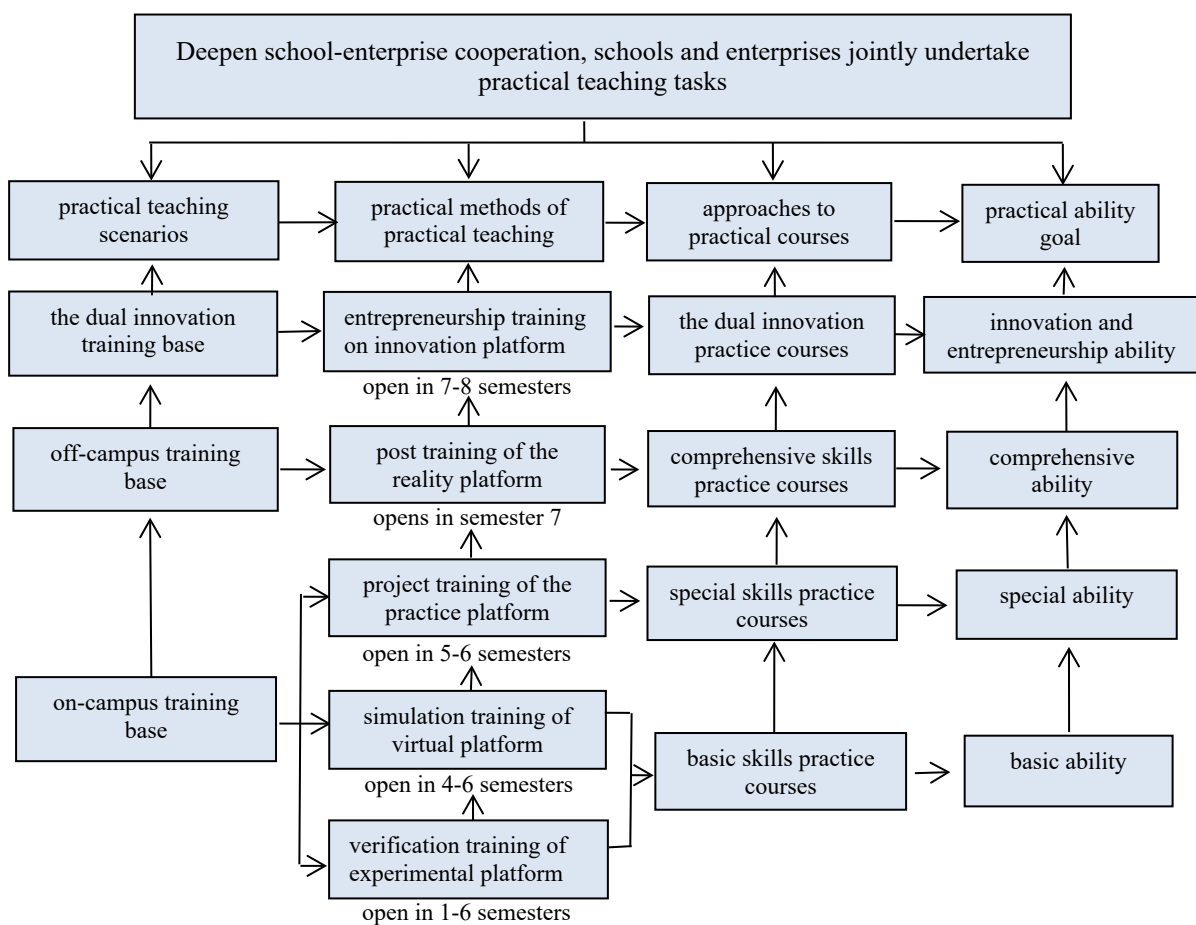 Deepen school-enterprise cooperation, schools and enterprises jointly undertake
practical teaching tasks
practical teaching
scenarios
practical methods of
practical teaching
approaches to
practical courses
practical ability
goal
the dual innovation
training base
entrepreneurship training
on innovation platform
open in 7-8 semesters
the dual innovation
practice courses
innovation and
entrepreneurship ability
off-campus training
base
post training of the
reality platform
opens in semester 7
comprehensive skills
practice courses
comprehensive
ability
project training of the
practice platform
open in 5-6 semesters
special skills practice
courses
special ability
on-campus training
base
simulation training of
virtual platform
open in 4-6 semesters
basic skills practice
courses
basic ability
verification training of
experimental platform
open in 1-6 semesters